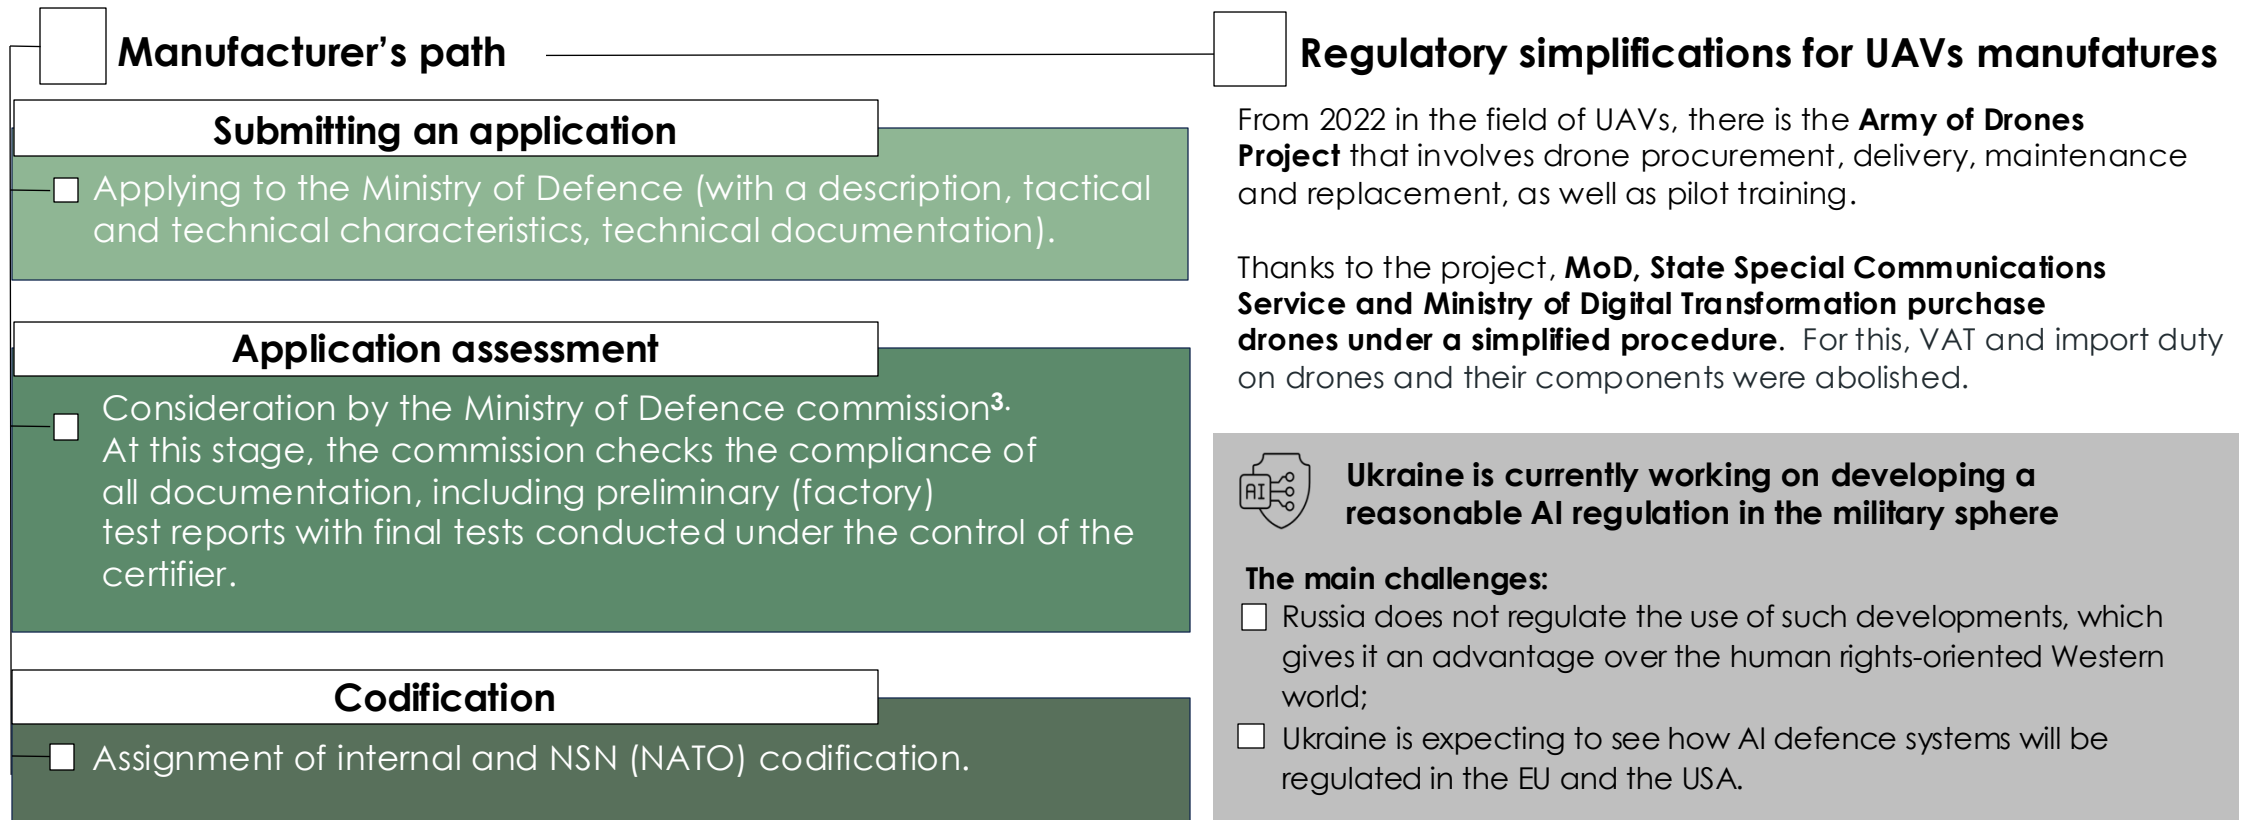 Manufacturer’s path
Submitting an application
Applying to the Ministry of Defence (with a description, tactical
and technical characteristics, technical documentation).
Application assessment
Consideration by the Ministry of Defence commission3.
At this stage, the commission checks the compliance of
all documentation, including preliminary (factory)
test reports with final tests conducted under the control of the
certifier.
Codification
Assignment of internal and NSN (NATO) codification.
Regulatory simplifications for UAVs manufatures
From 2022 in the field of UAVs, there is the Army of Drones
Project that involves drone procurement, delivery, maintenance
and replacement, as well as pilot training.
Thanks to the project, MoD, State Special Communications
Service and Ministry of Digital Transformation purchase
drones under a simplified procedure. For this, VAT and import duty
on drones and their components were abolished.
AI
Ukraine is currently working on developing a
reasonable AI regulation in the military sphere
The main challenges:
Russia does not regulate the use of such developments, which
gives it an advantage over the human rights-oriented Western
world;
Ukraine is expecting to see how AI defence systems will be
regulated in the EU and the USA.